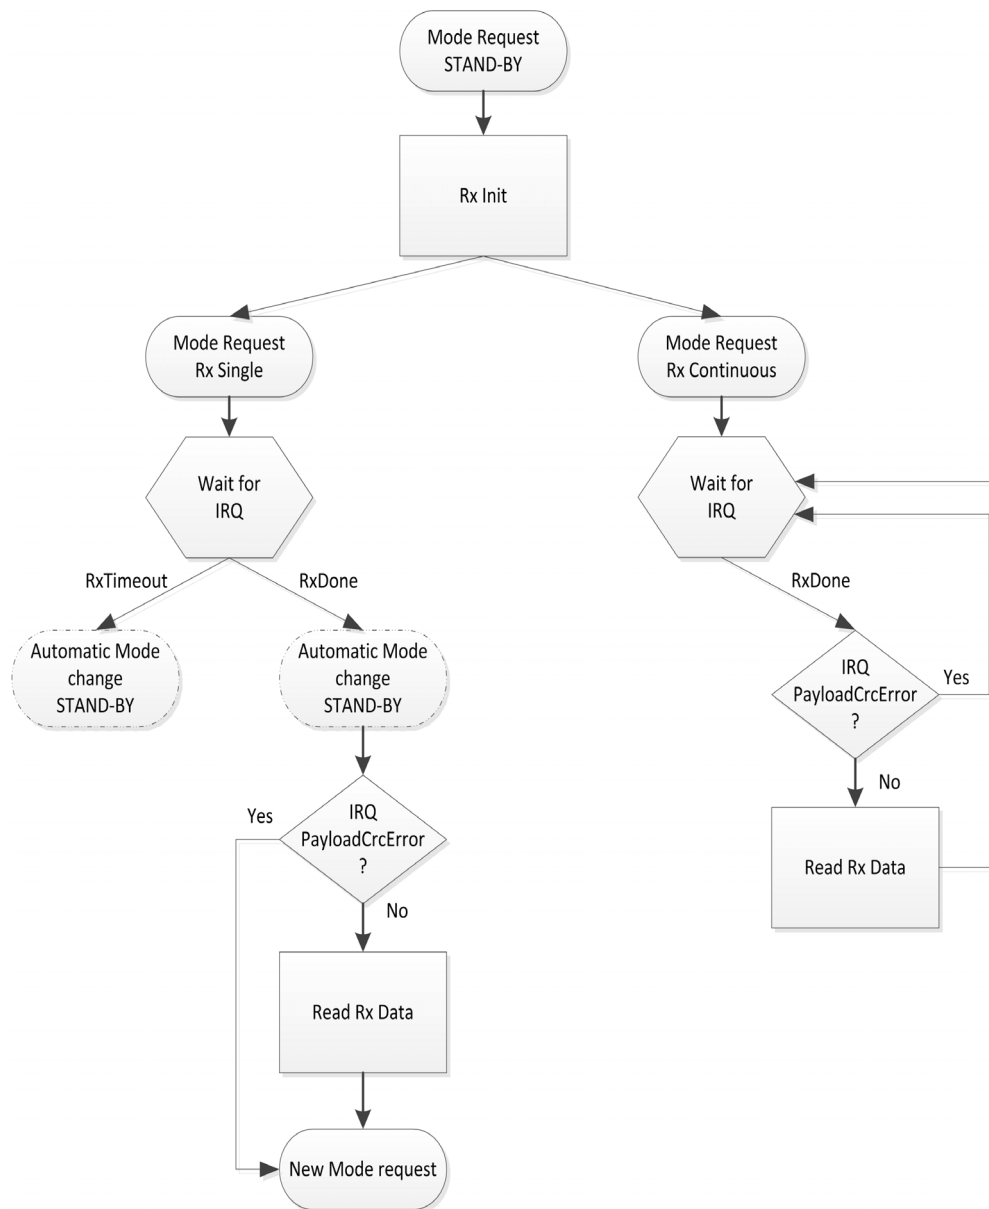 Mode Request
STAND-BY
Rx Init
Mode Request
Rx Single
Mode Request
Rx Continuous
Wait for
IRQ
Wait for
IRQ
RxTimeout
RxDone
RxDone
Automatic Mode
change
STAND-BY
Automatic Mode
change
STAND-BY
IRQ
PayloadCrcError
?
Yes
No
Read Rx Data
Yes
IRQ
PayloadCrcError
?
No
Read Rx Data
New Mode request